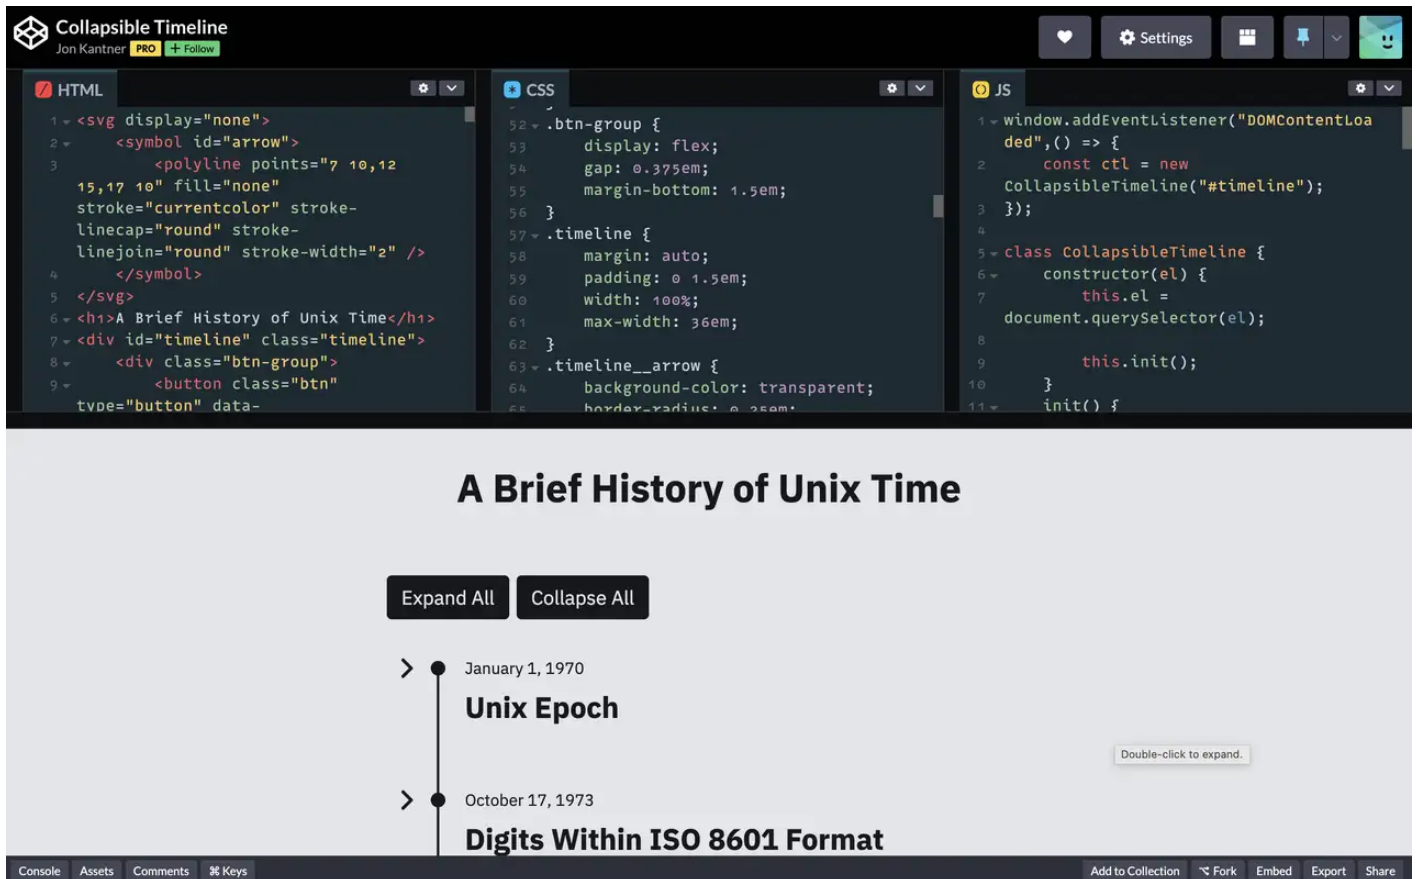 Collapsible Timeline
Jon Kantner PRO + Follow
Settings
HTML
1 <svg display="none">
2 <symbol id="arrow">
3 <polyline points="7 10,12
15,17 10" fill="none"
stroke="currentcolor" stroke-
linecap="round" stroke-
linejoin="round" stroke-width="2" />
4 </symbol>
5 </svg>
6 <h1>A Brief History of Unix Time</h1>
7 <div id="timeline" class="timeline">
8 <div class="btn-group">
9 <button class="btn"
type="button" data-
CSS
52 .btn-group {
53 display: flex;
54 gap: 0.375em;
55 margin-bottom: 1.5em;
56 }
57 .timeline {
58 margin: auto;
59 padding: 0 1.5em;
60 width: 100%;
61 max-width: 36em;
62 }
63 .timeline__arrow {
64 background-color: transparent;
65 border-radius: 0.25em;
JS
1 window.addEventListener("DOMContentLoa
ded",() => {
2 const ctl = new
CollapsibleTimeline("#timeline");
3 });
4
5 class CollapsibleTimeline {
6 constructor(el) {
7 this.el =
document.querySelector(el);
8
9 this.init();
10 }
11 init() {
A Brief History of Unix Time
Expand All Collapse All
January 1, 1970
Unix Epoch
Double-click to expand.
October 17, 1973
Digits Within ISO 8601 Format
Console Assets Comments ⌘ Keys Add to Collection ⌥ Fork Embed Export Share